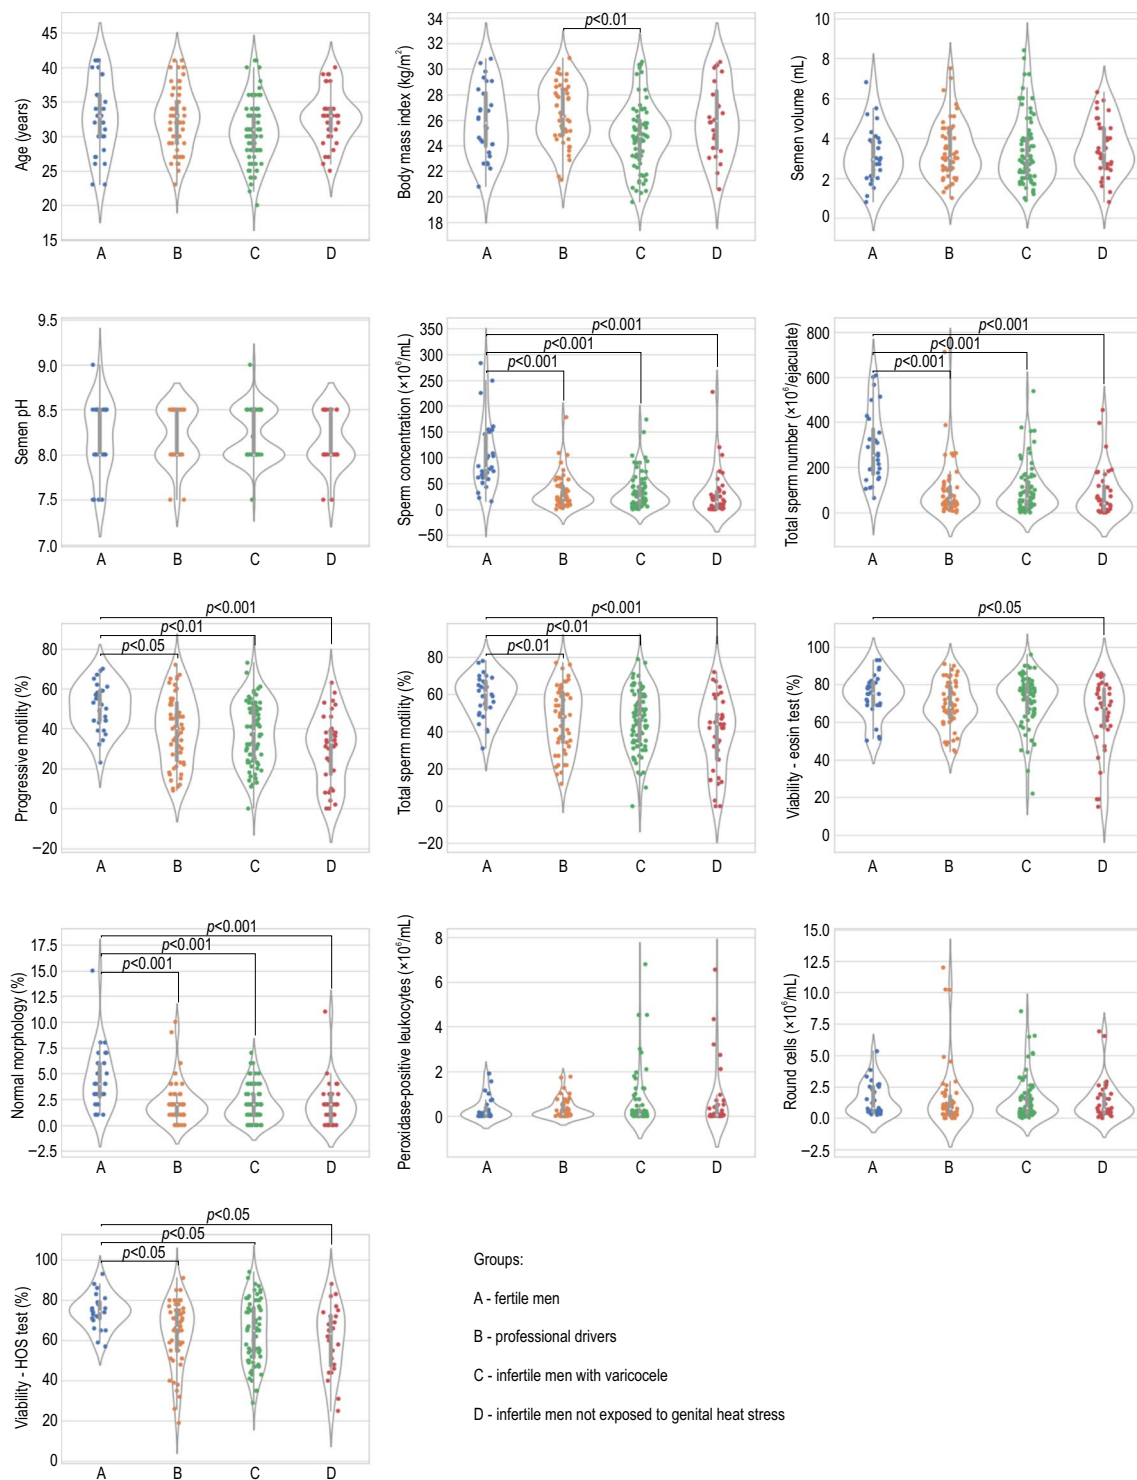 Age (years)
45
40
35
30
25
20
15
A B C D
Body mass index (kg/m²)
34
32
30
28
26
24
22
20
18
p<0.01
A B C D
Semen volume (mL)
10
8
6
4
2
0
A B C D
Semen pH
9.5
9.0
8.5
8.0
7.5
7.0
A B C D
Sperm concentration (×10⁶/mL)
350
300
250
200
150
100
50
0
−50
p<0.001
p<0.001
p<0.001
A B C D
Total sperm number (×10⁶/ejaculate)
800
600
400
200
0
p<0.001
p<0.001
p<0.001
A B C D
Progressive motility (%)
80
60
40
20
0
−20
p<0.001
p<0.01
p<0.05
A B C D
Total sperm motility (%)
80
60
40
20
0
−20
p<0.001
p<0.01
p<0.01
A B C D
Viability - eosin test (%)
100
80
60
40
20
0
p<0.05
A B C D
Normal morphology (%)
17.5
15.0
12.5
10.0
7.5
5.0
2.5
0.0
−2.5
p<0.001
p<0.001
p<0.001
A B C D
Peroxidase-positive leukocytes (×10⁶/mL)
8
6
4
2
0
A B C D
Round cells (×10⁶/mL)
15.0
12.5
10.0
7.5
5.0
2.5
0.0
−2.5
A B C D
Viability - HOS test (%)
100
80
60
40
20
0
p<0.05
p<0.05
p<0.05
A B C D
Groups:
A - fertile men
B - professional drivers
C - infertile men with varicocele
D - infertile men not exposed to genital heat stress